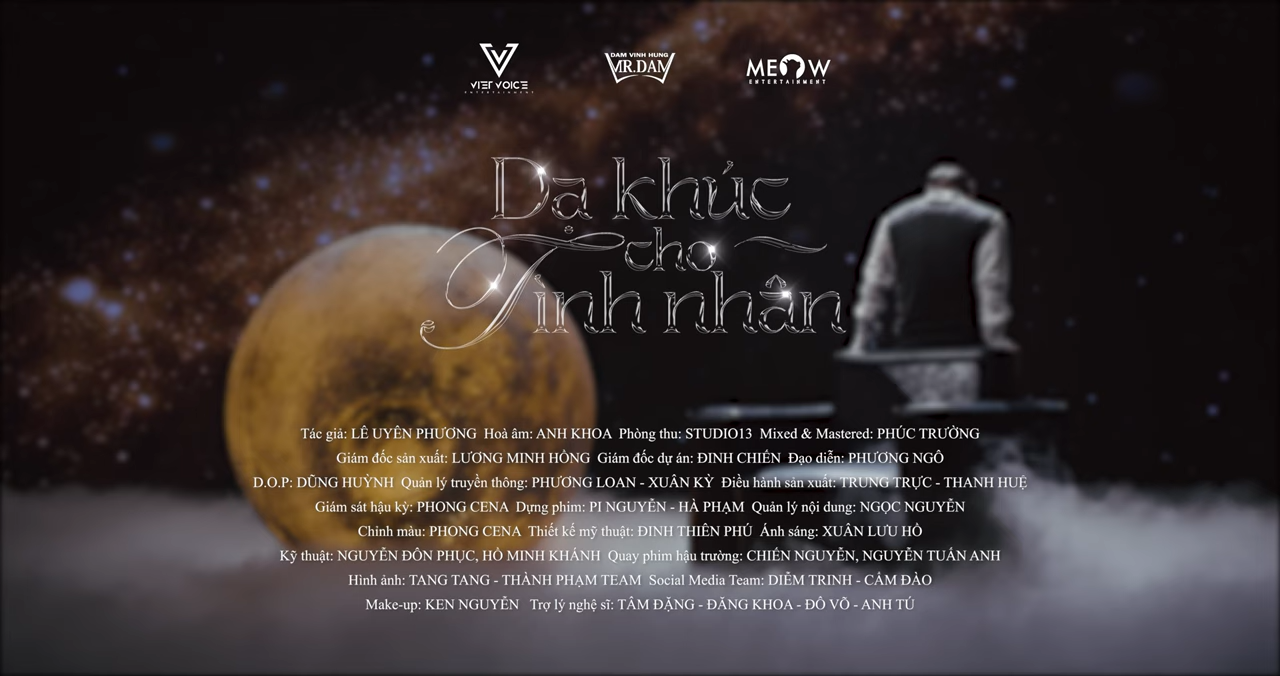 VIET VOICE
ENTERTAINMENT
DAM VINH HUNG
MR.DAM
MEOW
ENTERTAINMENT
Dạ khúc
cho
Tình nhân
Tác giả: LÊ UYÊN PHƯƠNG Hoà âm: ANH KHOA Phòng thu: STUDIO13 Mixed & Mastered: PHÚC TRƯỜNG
Giám đốc sản xuất: LƯƠNG MINH HỒNG Giám đốc dự án: ĐINH CHIẾN Đạo diễn: PHƯƠNG NGÔ
D.O.P: DŨNG HUỲNH Quản lý truyền thông: PHƯƠNG LOAN - XUÂN KỲ Điều hành sản xuất: TRUNG TRỰC - THANH HUỆ
Giám sát hậu kỳ: PHONG CENA Dựng phim: PI NGUYỄN - HÀ PHẠM Quản lý nội dung: NGỌC NGUYỄN
Chỉnh màu: PHONG CENA Thiết kế mỹ thuật: ĐINH THIÊN PHÚ Ánh sáng: XUÂN LƯU HỒ
Kỹ thuật: NGUYỄN ĐÔN PHỤC, HỒ MINH KHÁNH Quay phim hậu trường: CHIẾN NGUYỄN, NGUYỄN TUẤN ANH
Hình ảnh: TANG TANG - THÀNH PHẠM TEAM Social Media Team: DIỄM TRINH - CẨM ĐÀO
Make-up: KEN NGUYỄN Trợ lý nghệ sĩ: TÂM ĐẶNG - ĐĂNG KHOA - ĐÔ VÕ - ANH TÚ